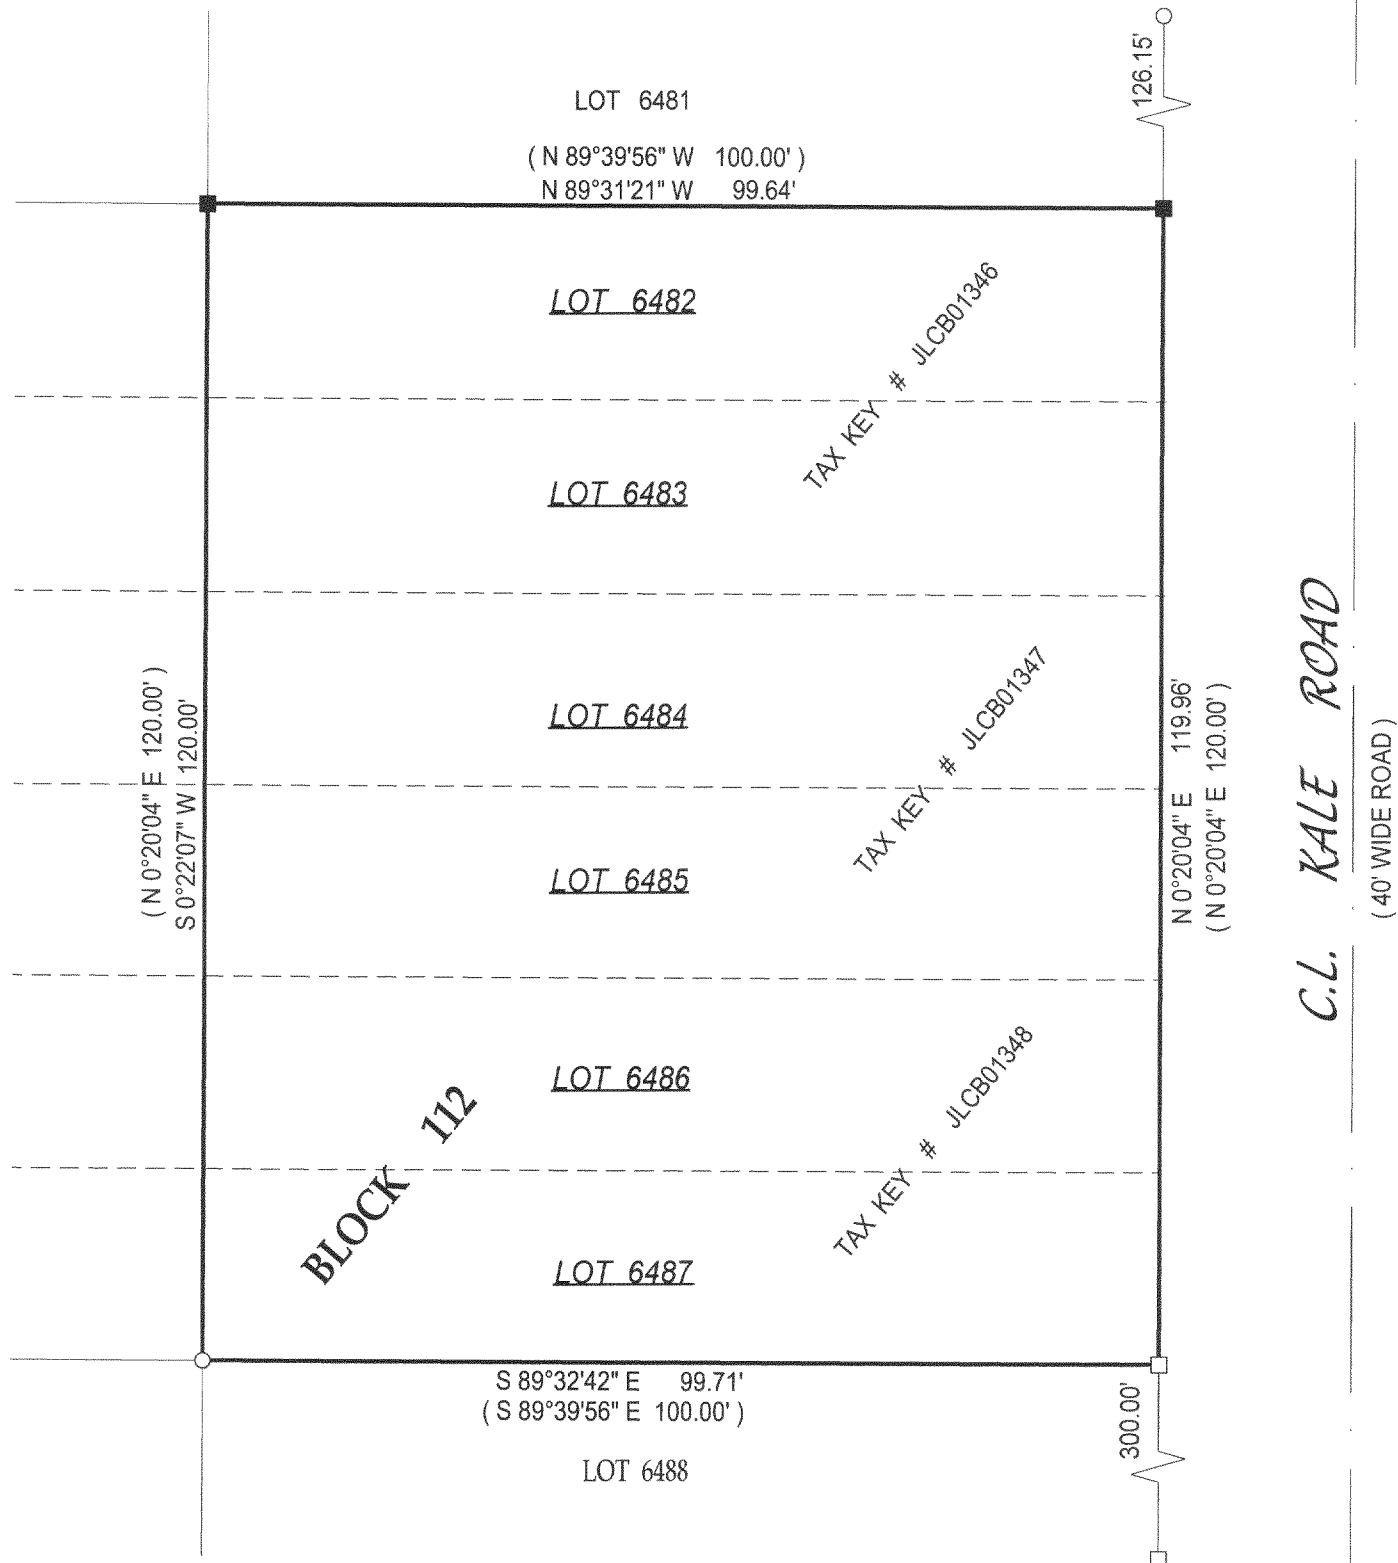 126.15'
LOT 6481
( N 89°39'56" W 100.00' )
N 89°31'21" W 99.64'
LOT 6482
TAX KEY # JLCB01346
LOT 6483
( N 0°20'04" E 120.00' )
S 0°22'07" W 120.00'
LOT 6484
TAX KEY # JLCB01347
LOT 6485
N 0°20'04" E 119.96'
( N 0°20'04" E 120.00' )
C.L. KALE ROAD
( 40' WIDE ROAD )
LOT 6486
BLOCK 112
TAX KEY # JLCB01348
LOT 6487
S 89°32'42" E 99.71'
( S 89°39'56" E 100.00' )
300.00'
LOT 6488